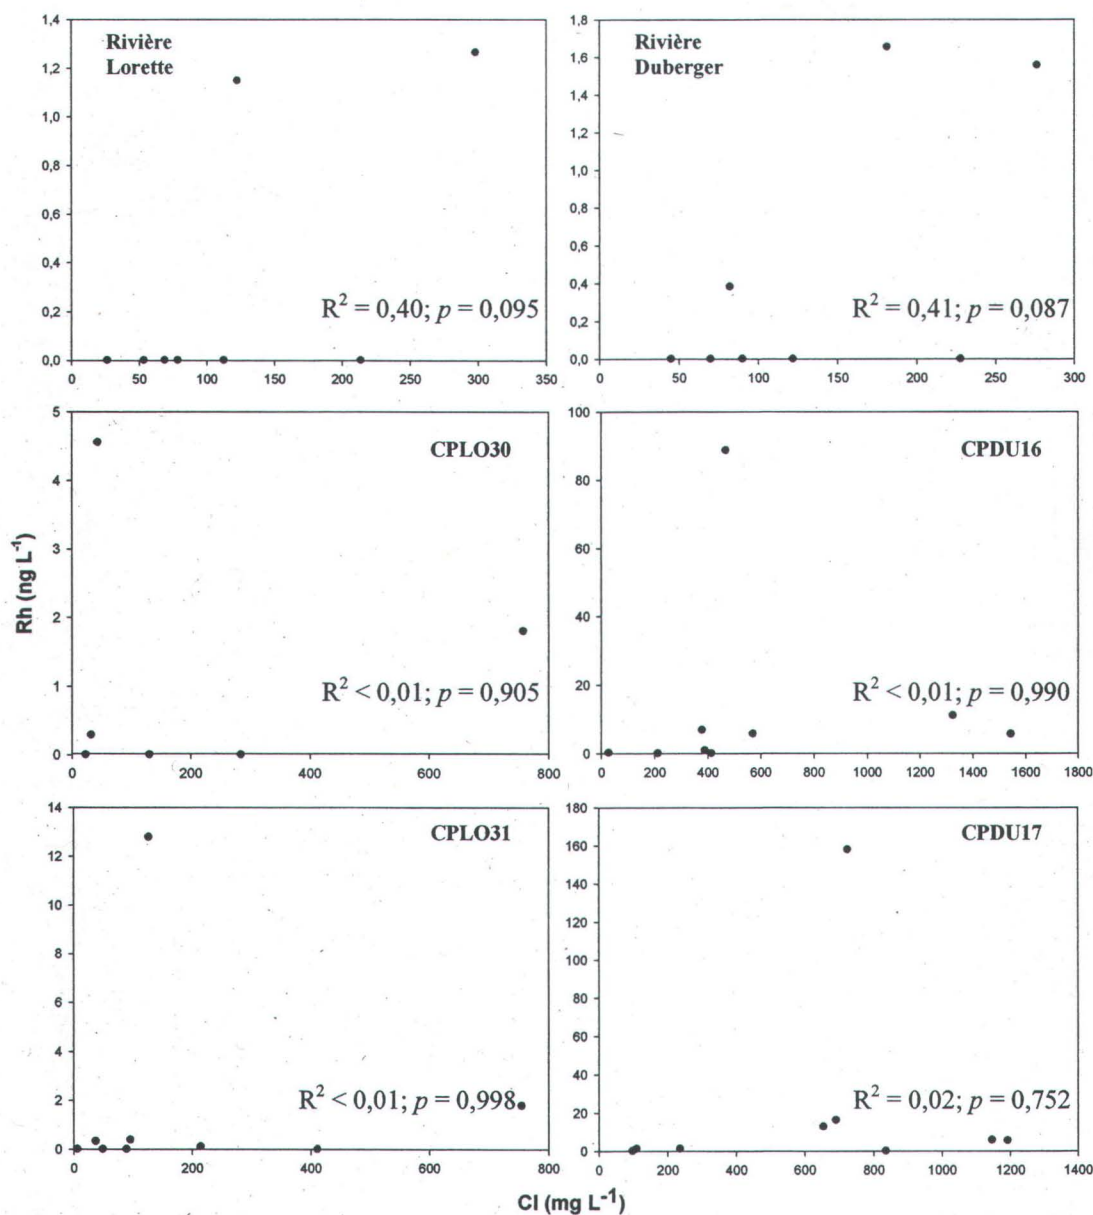 Rivière
Lorette
1,4
1,2
1,0
0,8
0,6
0,4
0,2
0,0
R² = 0,40; p = 0,095
0 50 100 150 200 250 300 350
Rivière
Duberger
1,8
1,6
1,4
1,2
1,0
0,8
0,6
0,4
0,2
0,0
R² = 0,41; p = 0,087
0 50 100 150 200 250 300
Rh (ng L⁻¹)
CPLO30
5
4
3
2
1
0
R² < 0,01; p = 0,905
0 200 400 600 800
CPDU16
100
80
60
40
20
0
R² < 0,01; p = 0,990
0 200 400 600 800 1000 1200 1400 1600 1800
CPLO31
14
12
10
8
6
4
2
0
R² < 0,01; p = 0,998
0 200 400 600 800
CPDU17
180
160
140
120
100
80
60
40
20
0
R² = 0,02; p = 0,752
0 200 400 600 800 1000 1200 1400
Cl (mg L⁻¹)